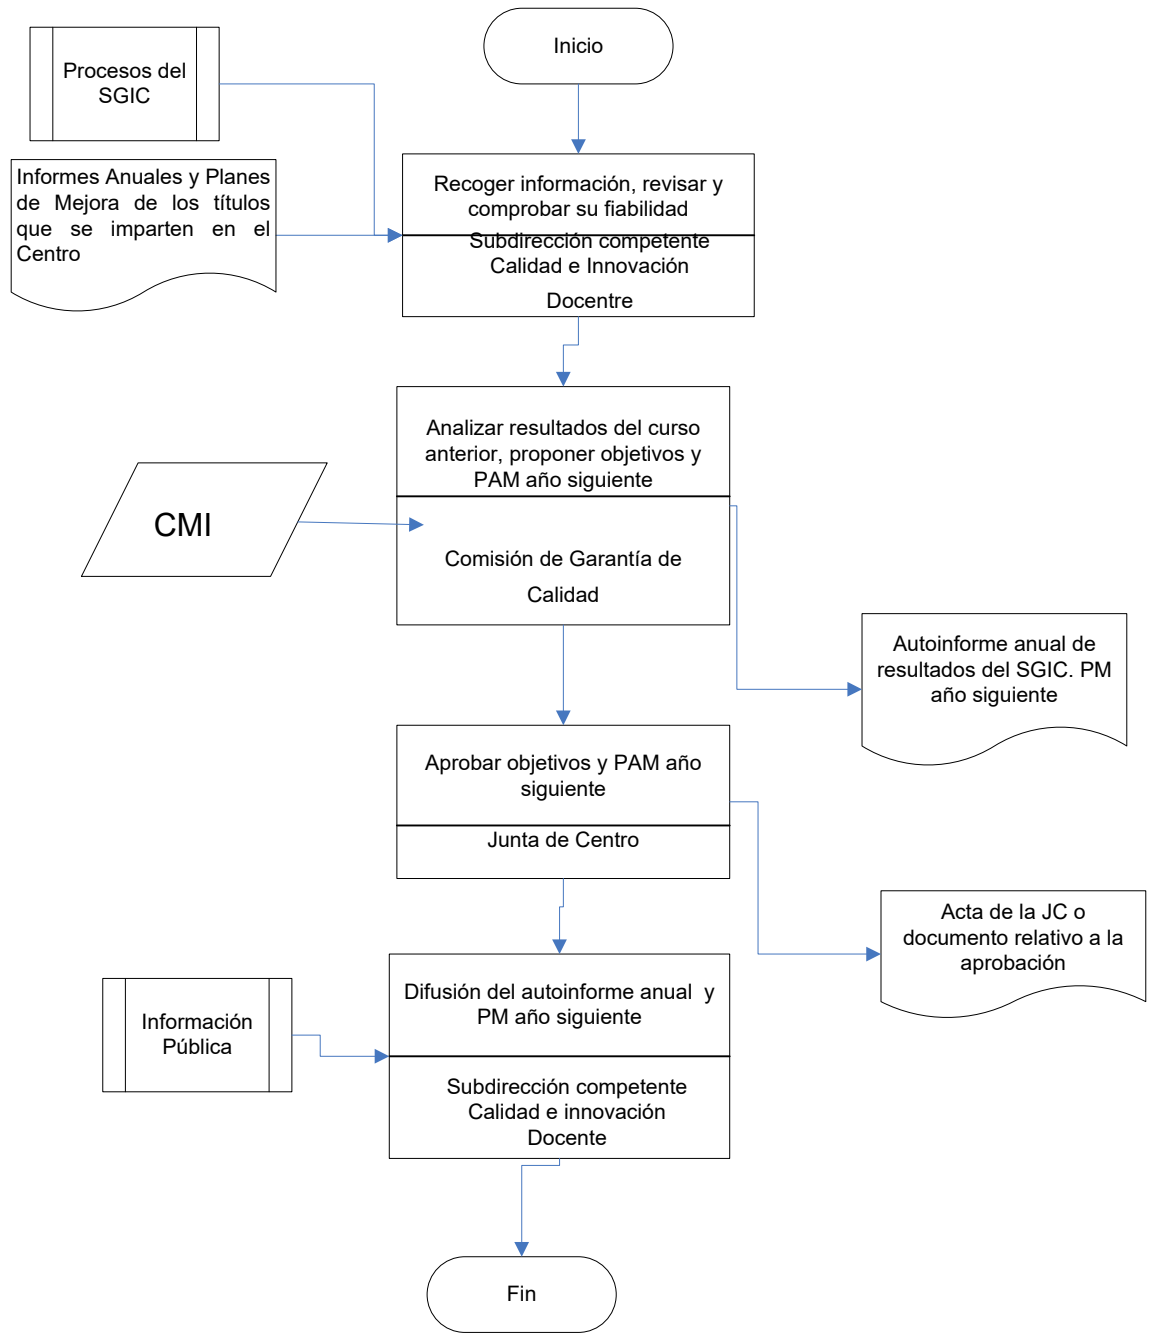 Inicio
Procesos del
SGIC
Informes Anuales y Planes
de Mejora de los títulos
que se imparten en el
Centro
Recoger información, revisar y
comprobar su fiabilidad
Subdirección competente
Calidad e Innovación
Docentre
Analizar resultados del curso
anterior, proponer objetivos y
PAM año siguiente
CMI
Comisión de Garantía de
Calidad
Autoinforme anual de
resultados del SGIC. PM
año siguiente
Aprobar objetivos y PAM año
siguiente
Junta de Centro
Acta de la JC o
documento relativo a la
aprobación
Difusión del autoinforme anual y
PM año siguiente
Información
Pública
Subdirección competente
Calidad e innovación
Docente
Fin